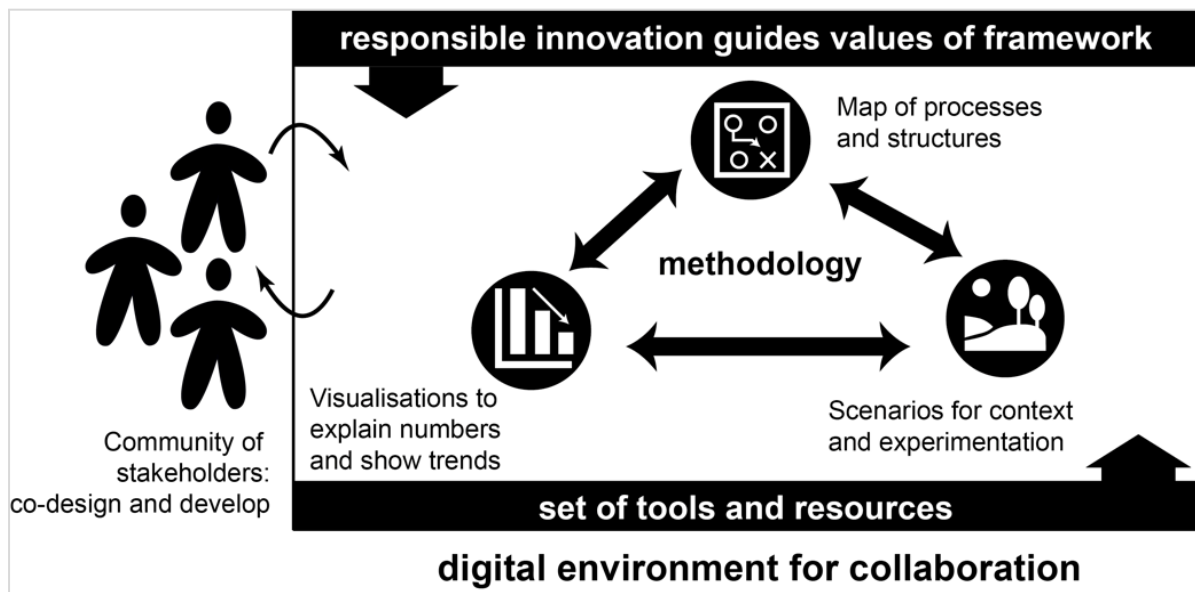 responsible innovation guides values of framework
Map of processes
and structures
methodology
Visualisations to
explain numbers
and show trends
Scenarios for context
and experimentation
Community of
stakeholders:
co-design and develop
set of tools and resources
digital environment for collaboration